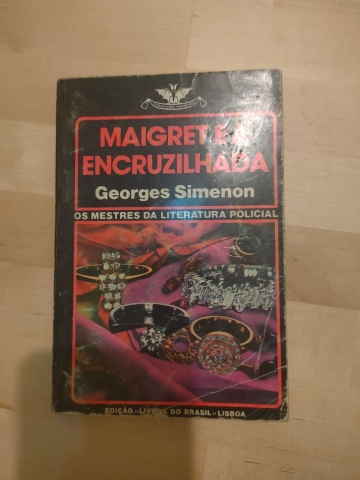 MAIGRET E A
ENCRUZILHADA
Georges Simenon
OS MESTRES DA LITERATURA POLICIAL
EDIÇÃO «LIVROS DO BRASIL» LISBOA